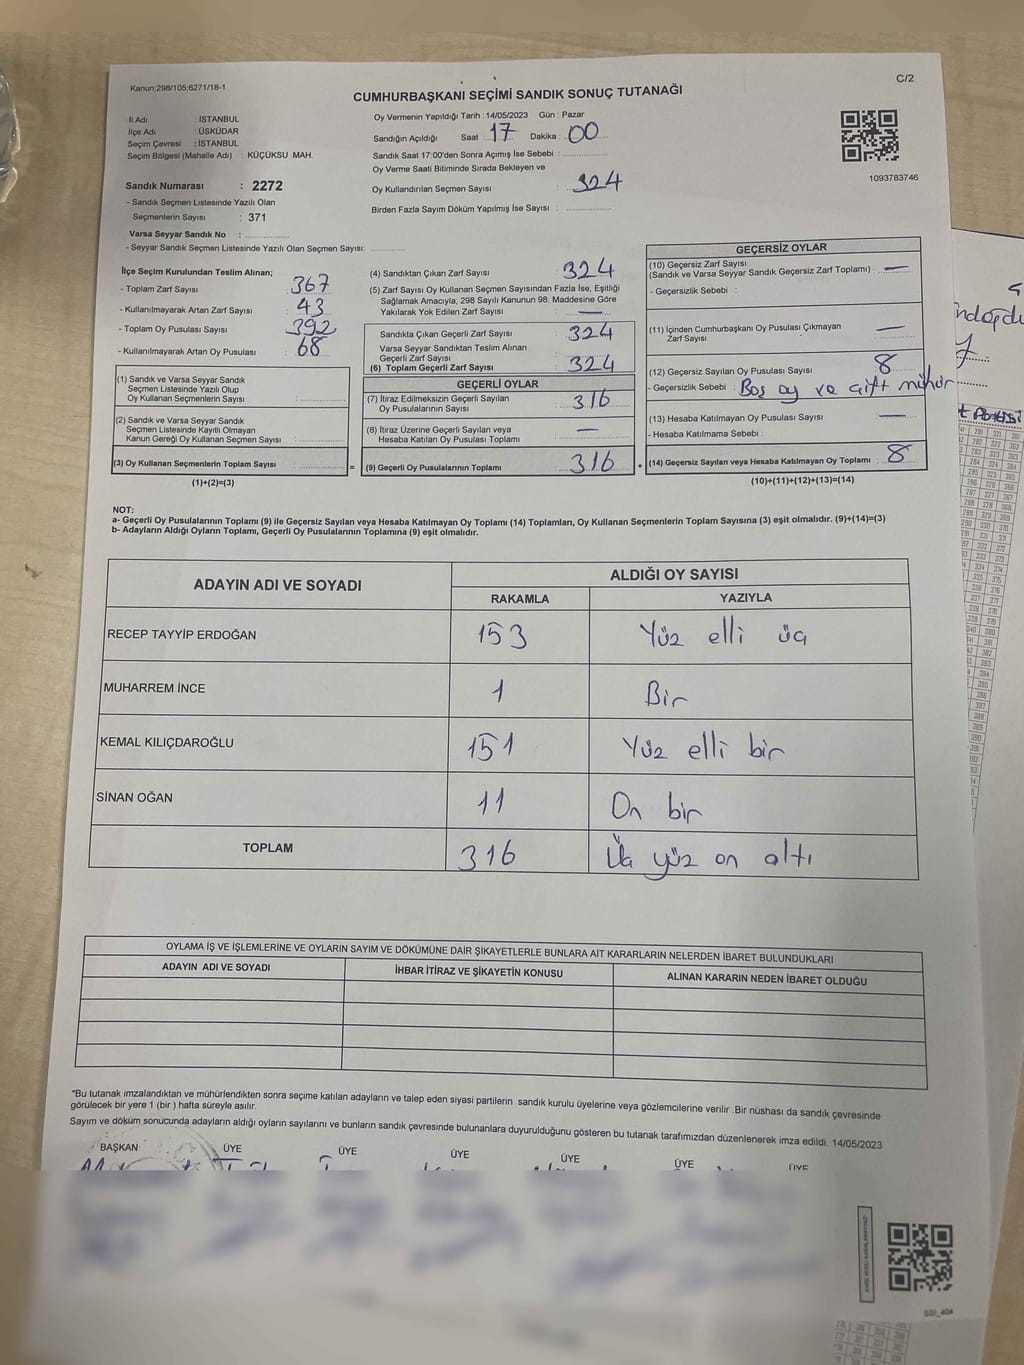 Kanun;298/105;6271/18-1
C/2
CUMHURBAŞKANI SEÇİMİ SANDIK SONUÇ TUTANAĞI
İl Adı : İSTANBUL
İlçe Adı : ÜSKÜDAR
Seçim Çevresi : İSTANBUL
Seçim Bölgesi (Mahalle Adı) : KÜÇÜKSU MAH.
Sandık Numarası : 2272
- Sandık Seçmen Listesinde Yazılı Olan
Seçmenlerin Sayısı : 371
Varsa Seyyar Sandık No :
- Seyyar Sandık Seçmen Listesinde Yazılı Olan Seçmen Sayısı:
Oy Vermenin Yapıldığı Tarih : 14/05/2023 Gün : Pazar
Sandığın Açıldığı Saat 17 Dakika : 00
Sandık Saat 17:00'den Sonra Açımış İse Sebebi :
Oy Verme Saati Bitiminde Sırada Bekleyen ve
Oy Kullandırılan Seçmen Sayısı : 324
Birden Fazla Sayım Döküm Yapılmış İse Sayısı :
1093783746
İlçe Seçim Kurulundan Teslim Alınan;
- Toplam Zarf Sayısı : 367
- Kullanılmayarak Artan Zarf Sayısı : 43
- Toplam Oy Pusulası Sayısı : 392
- Kullanılmayarak Artan Oy Pusulası : 68
(1) Sandık ve Varsa Seyyar Sandık
Seçmen Listesinde Yazılı Olup
Oy Kullanan Seçmenlerin Sayısı :
(2) Sandık ve Varsa Seyyar Sandık
Seçmen Listesinde Kayıtlı Olmayan
Kanun Gereği Oy Kullanan Seçmen Sayısı :
(3) Oy Kullanan Seçmenlerin Toplam Sayısı :
(1)+(2)=(3)
(4) Sandıktan Çıkan Zarf Sayısı : 324
(5) Zarf Sayısı Oy Kullanan Seçmen Sayısından Fazla İse, Eşitliği
Sağlamak Amacıyla, 298 Sayılı Kanunun 98. Maddesine Göre
Yakılarak Yok Edilen Zarf Sayısı : —
Sandıkta Çıkan Geçerli Zarf Sayısı : 324
Varsa Seyyar Sandıktan Teslim Alınan
Geçerli Zarf Sayısı :
(6) Toplam Geçerli Zarf Sayısı : 324
GEÇERLİ OYLAR
(7) İtiraz Edilmeksizin Geçerli Sayılan
Oy Pusulalarının Sayısı : 316
(8) İtiraz Üzerine Geçerli Sayılan veya
Hesaba Katılan Oy Pusulası Toplamı : —
= (9) Geçerli Oy Pusulalarının Toplamı : 316
GEÇERSİZ OYLAR
(10) Geçersiz Zarf Sayısı
(Sandık ve Varsa Seyyar Sandık Geçersiz Zarf Toplamı) : —
- Geçersizlik Sebebi :
(11) İçinden Cumhurbaşkanı Oy Pusulası Çıkmayan
Zarf Sayısı : —
(12) Geçersiz Sayılan Oy Pusulası Sayısı : 8
- Geçersizlik Sebebi : Boş oy ve çift mühür
(13) Hesaba Katılmayan Oy Pusulası Sayısı : —
- Hesaba Katılmama Sebebi :
+ (14) Geçersiz Sayılan veya Hesaba Katılmayan Oy Toplamı : 8
(10)+(11)+(12)+(13)=(14)
NOT:
a- Geçerli Oy Pusulalarının Toplamı (9) ile Geçersiz Sayılan veya Hesaba Katılmayan Oy Toplamı (14) Toplamları, Oy Kullanan Seçmenlerin Toplam Sayısına (3) eşit olmalıdır. (9)+(14)=(3)
b- Adayların Aldığı Oyların Toplamı, Geçerli Oy Pusulalarının Toplamına (9) eşit olmalıdır.
ADAYIN ADI VE SOYADI
ALDIĞI OY SAYISI
RAKAMLA YAZIYLA
RECEP TAYYİP ERDOĞAN 153 Yüz elli üç
MUHARREM İNCE 1 Bir
KEMAL KILIÇDAROĞLU 151 Yüz elli bir
SİNAN OĞAN 11 On bir
TOPLAM 316 Üç yüz on altı
OYLAMA İŞ VE İŞLEMLERİNE VE OYLARIN SAYIM VE DÖKÜMÜNE DAİR ŞİKAYETLERLE BUNLARA AİT KARARLARIN NELERDEN İBARET BULUNDUKLARI
ADAYIN ADI VE SOYADI İHBAR İTİRAZ VE ŞİKAYETİN KONUSU ALINAN KARARIN NEDEN İBARET OLDUĞU
*Bu tutanak imzalandıktan ve mühürlendikten sonra seçime katılan adayların ve talep eden siyasi partilerin sandık kurulu üyelerine veya gözlemcilerine verilir .Bir nüshası da sandık çevresinde
görülecek bir yere 1 (bir ) hafta süreyle asılır.
Sayım ve döküm sonucunda adayların aldığı oyların sayılarını ve bunların sandık çevresinde bulunanlara duyurulduğunu gösteren bu tutanak tarafımızdan düzenlenerek imza edildi. 14/05/2023
BAŞKAN ÜYE ÜYE ÜYE ÜYE ÜYE ÜYE